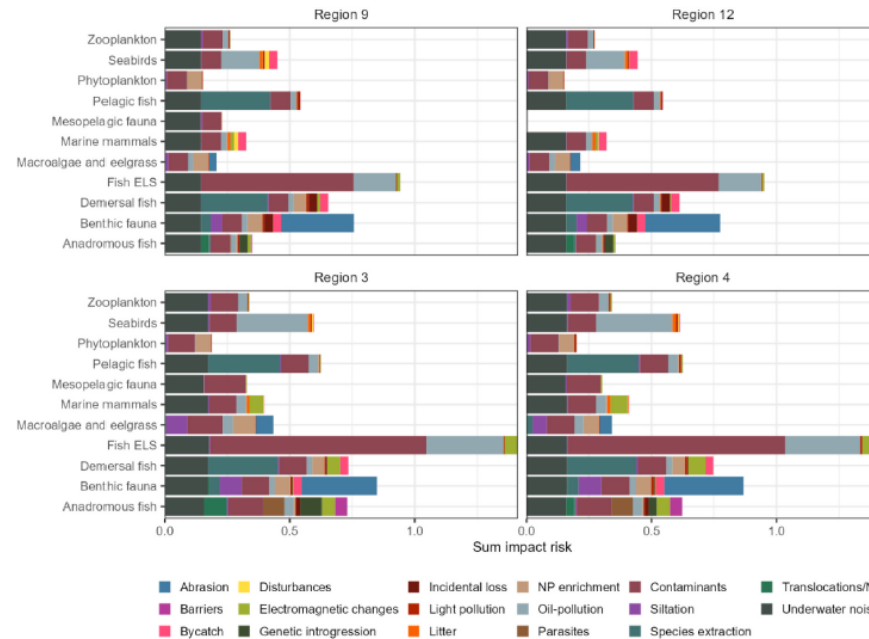 Region 9 Region 12
Zooplankton
Seabirds
Phytoplankton
Pelagic fish
Mesopelagic fauna
Marine mammals
Macroalgae and eelgrass
Fish ELS
Demersal fish
Benthic fauna
Anadromous fish
Region 3 Region 4
Zooplankton
Seabirds
Phytoplankton
Pelagic fish
Mesopelagic fauna
Marine mammals
Macroalgae and eelgrass
Fish ELS
Demersal fish
Benthic fauna
Anadromous fish
0.0 0.5 1.0 0.0 0.5 1.0
Sum impact risk
Abrasion Disturbances Incidental loss NP enrichment Contaminants Translocations/
Barriers Electromagnetic changes Light pollution Oil-pollution Siltation Underwater
Bycatch Genetic introgression Litter Parasites Species extraction